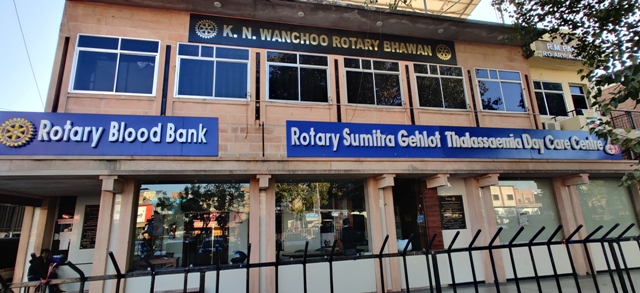 K. N. WANCHOO ROTARY BHAWAN
Rotary Blood Bank
Rotary Sumitra Gehlot Thalassaemia Day Care Centre